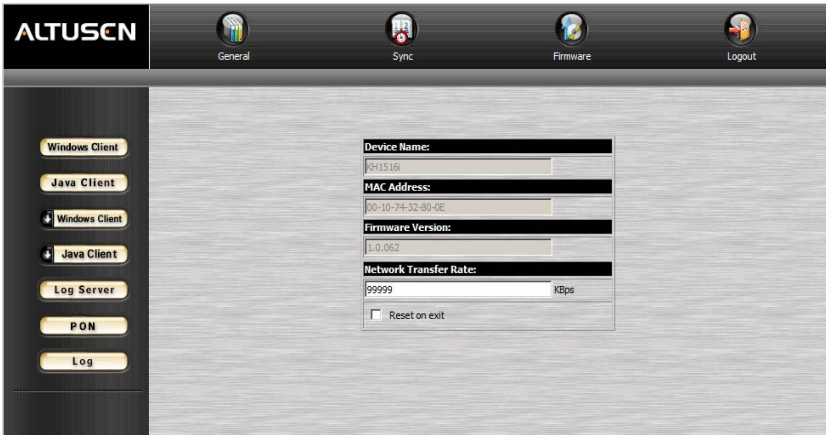 ALTUSEN
General Sync Firmware Logout
Windows Client
Java Client
Windows Client
Java Client
Log Server
PON
Log
Device Name:
KH1516i
MAC Address:
00-10-74-32-80-0E
Firmware Version:
1.0.062
Network Transfer Rate:
99999 KBps
Reset on exit